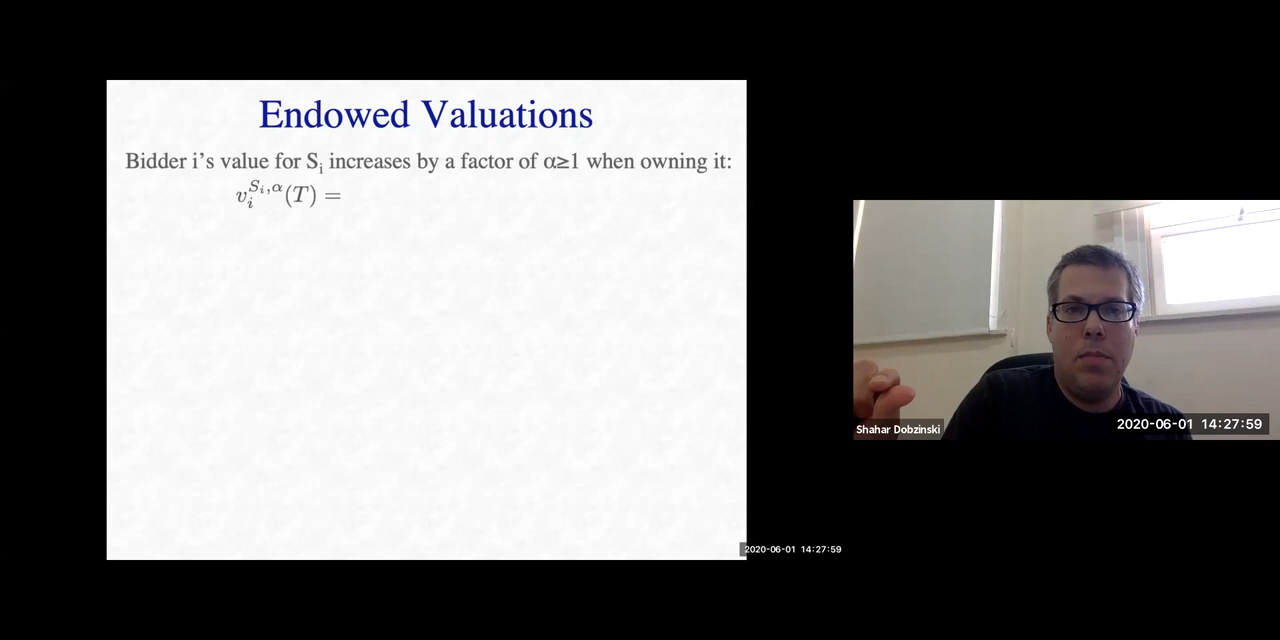 Endowed Valuations
Bidder i's value for Sᵢ increases by a factor of α≥1 when owning it:
$v_i^{S_i,\alpha}(T) =$
Shahar Dobzinski
2020-06-01 14:27:59
2020-06-01 14:27:59